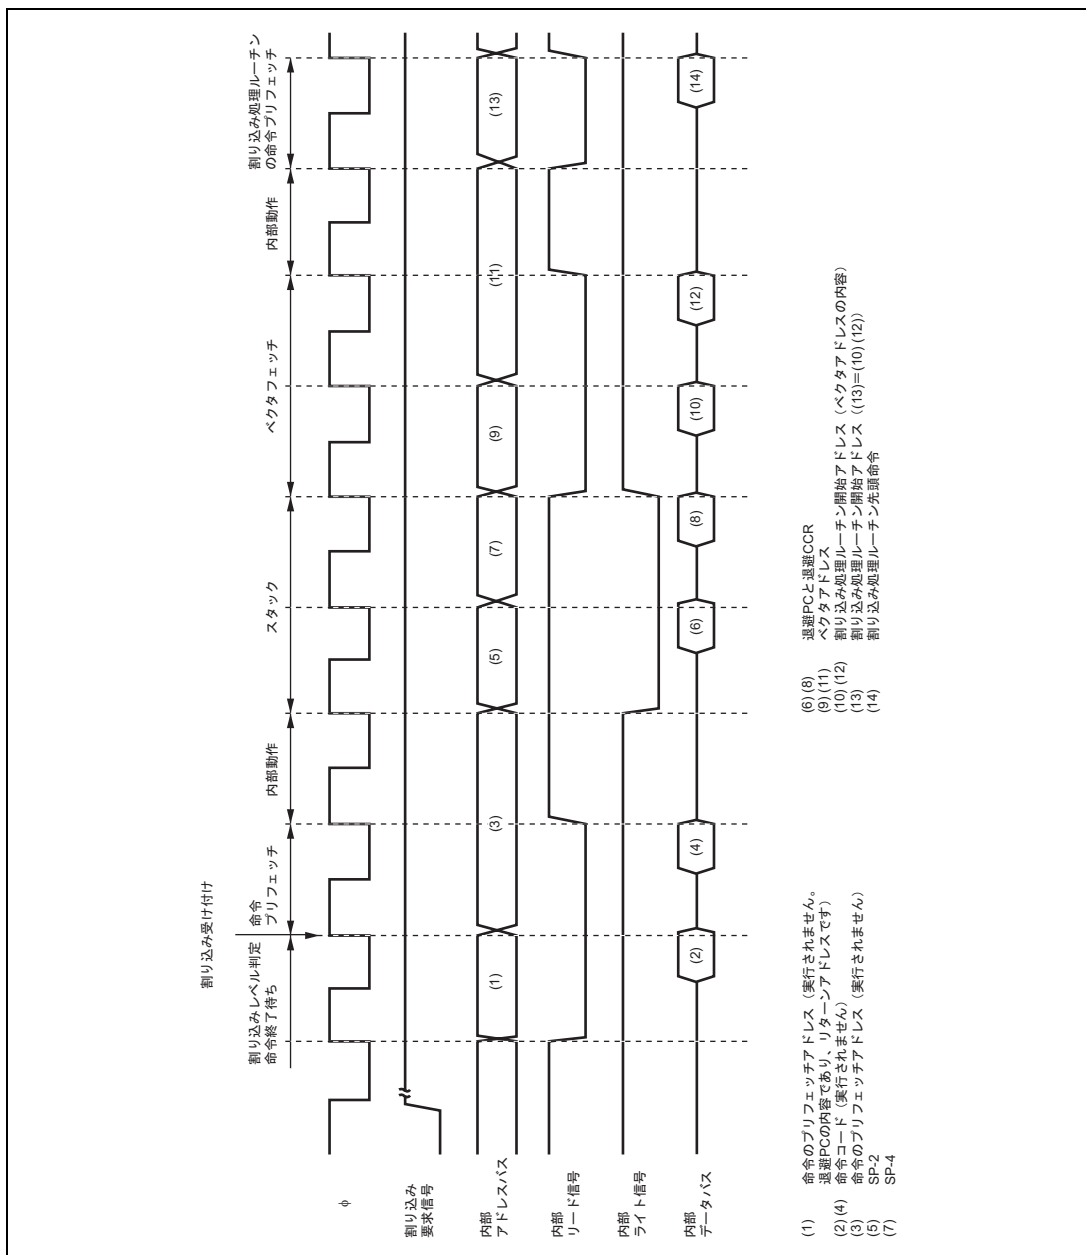 割り込み受け付け
割り込みレベル判定
命令終了待ち
命令
プリフェッチ
内部動作
スタック
ベクタフェッチ
内部動作
割り込み処理ルーチン
の命令プリフェッチ
φ
割り込み
要求信号
内部
アドレスバス
(1)
(3)
(5)
(7)
(9)
(11)
(13)
内部
リード信号
内部
ライト信号
内部
データバス
(2)
(4)
(6)
(8)
(10)
(12)
(14)
(1) 命令のプリフェッチアドレス（実行されません。
退避PCの内容であり、リターンアドレスです）
(2) (4) 命令コード（実行されません）
(3) 命令のプリフェッチアドレス（実行されません）
(5) SP-2
(7) SP-4
(6) (8) 退避PCと退避CCR
(9) (11) ベクタアドレス
(10) (12) 割り込み処理ルーチン開始アドレス（ベクタアドレスの内容）
(13) 割り込み処理ルーチン開始アドレス（(13)＝(10) (12)）
(14) 割り込み処理ルーチン先頭命令